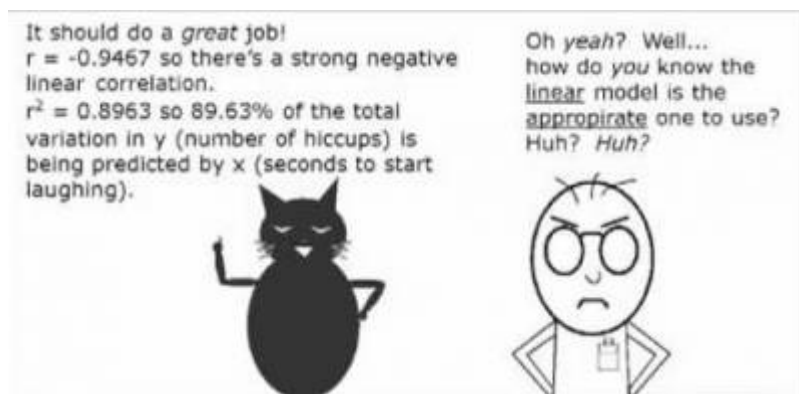 It should do a great job!
r = -0.9467 so there's a strong negative
linear correlation.
r² = 0.8963 so 89.63% of the total
variation in y (number of hiccups) is
being predicted by x (seconds to start
laughing).
Oh yeah? Well...
how do you know the
linear model is the
appropirate one to use?
Huh? Huh?